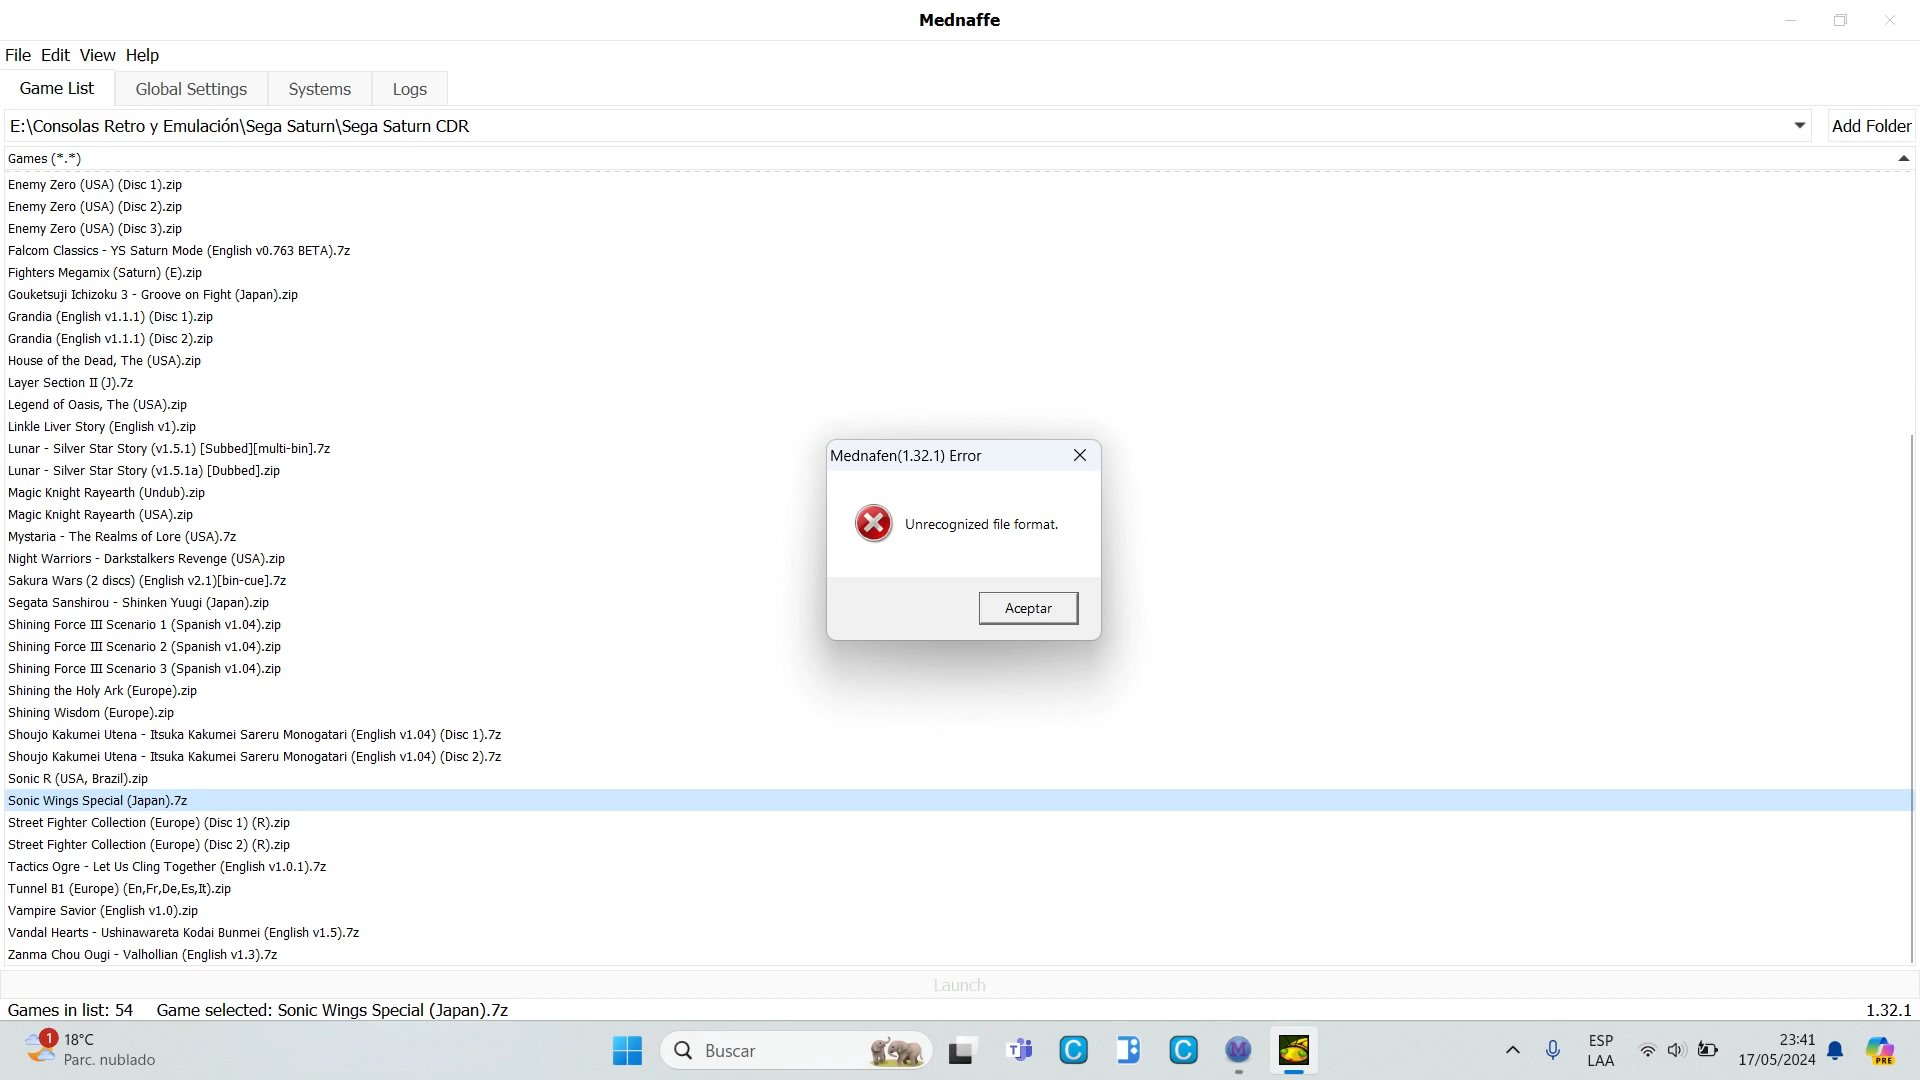 Mednaffe
File Edit View Help
Game List Global Settings Systems Logs
E:\Consolas Retro y Emulación\Sega Saturn\Sega Saturn CDR Add Folder
Games (*.*)
Enemy Zero (USA) (Disc 1).zip
Enemy Zero (USA) (Disc 2).zip
Enemy Zero (USA) (Disc 3).zip
Falcom Classics - YS Saturn Mode (English v0.763 BETA).7z
Fighters Megamix (Saturn) (E).zip
Gouketsuji Ichizoku 3 - Groove on Fight (Japan).zip
Grandia (English v1.1.1) (Disc 1).zip
Grandia (English v1.1.1) (Disc 2).zip
House of the Dead, The (USA).zip
Layer Section II (J).7z
Legend of Oasis, The (USA).zip
Linkle Liver Story (English v1).zip
Lunar - Silver Star Story (v1.5.1) [Subbed][multi-bin].7z
Lunar - Silver Star Story (v1.5.1a) [Dubbed].zip
Magic Knight Rayearth (Undub).zip
Magic Knight Rayearth (USA).zip
Mystaria - The Realms of Lore (USA).7z
Night Warriors - Darkstalkers Revenge (USA).zip
Sakura Wars (2 discs) (English v2.1)[bin-cue].7z
Segata Sanshirou - Shinken Yuugi (Japan).zip
Shining Force III Scenario 1 (Spanish v1.04).zip
Shining Force III Scenario 2 (Spanish v1.04).zip
Shining Force III Scenario 3 (Spanish v1.04).zip
Shining the Holy Ark (Europe).zip
Shining Wisdom (Europe).zip
Shoujo Kakumei Utena - Itsuka Kakumei Sareru Monogatari (English v1.04) (Disc 1).7z
Shoujo Kakumei Utena - Itsuka Kakumei Sareru Monogatari (English v1.04) (Disc 2).7z
Sonic R (USA, Brazil).zip
Sonic Wings Special (Japan).7z
Street Fighter Collection (Europe) (Disc 1) (R).zip
Street Fighter Collection (Europe) (Disc 2) (R).zip
Tactics Ogre - Let Us Cling Together (English v1.0.1).7z
Tunnel B1 (Europe) (En,Fr,De,Es,It).zip
Vampire Savior (English v1.0).zip
Vandal Hearts - Ushinawareta Kodai Bunmei (English v1.5).7z
Zanma Chou Ougi - Valhollian (English v1.3).7z
Mednafen(1.32.1) Error
Unrecognized file format.
Aceptar
Launch
Games in list: 54 Game selected: Sonic Wings Special (Japan).7z 1.32.1
1
18°C
Parc. nublado
Buscar
ESP
LAA
23:41
17/05/2024
PRE